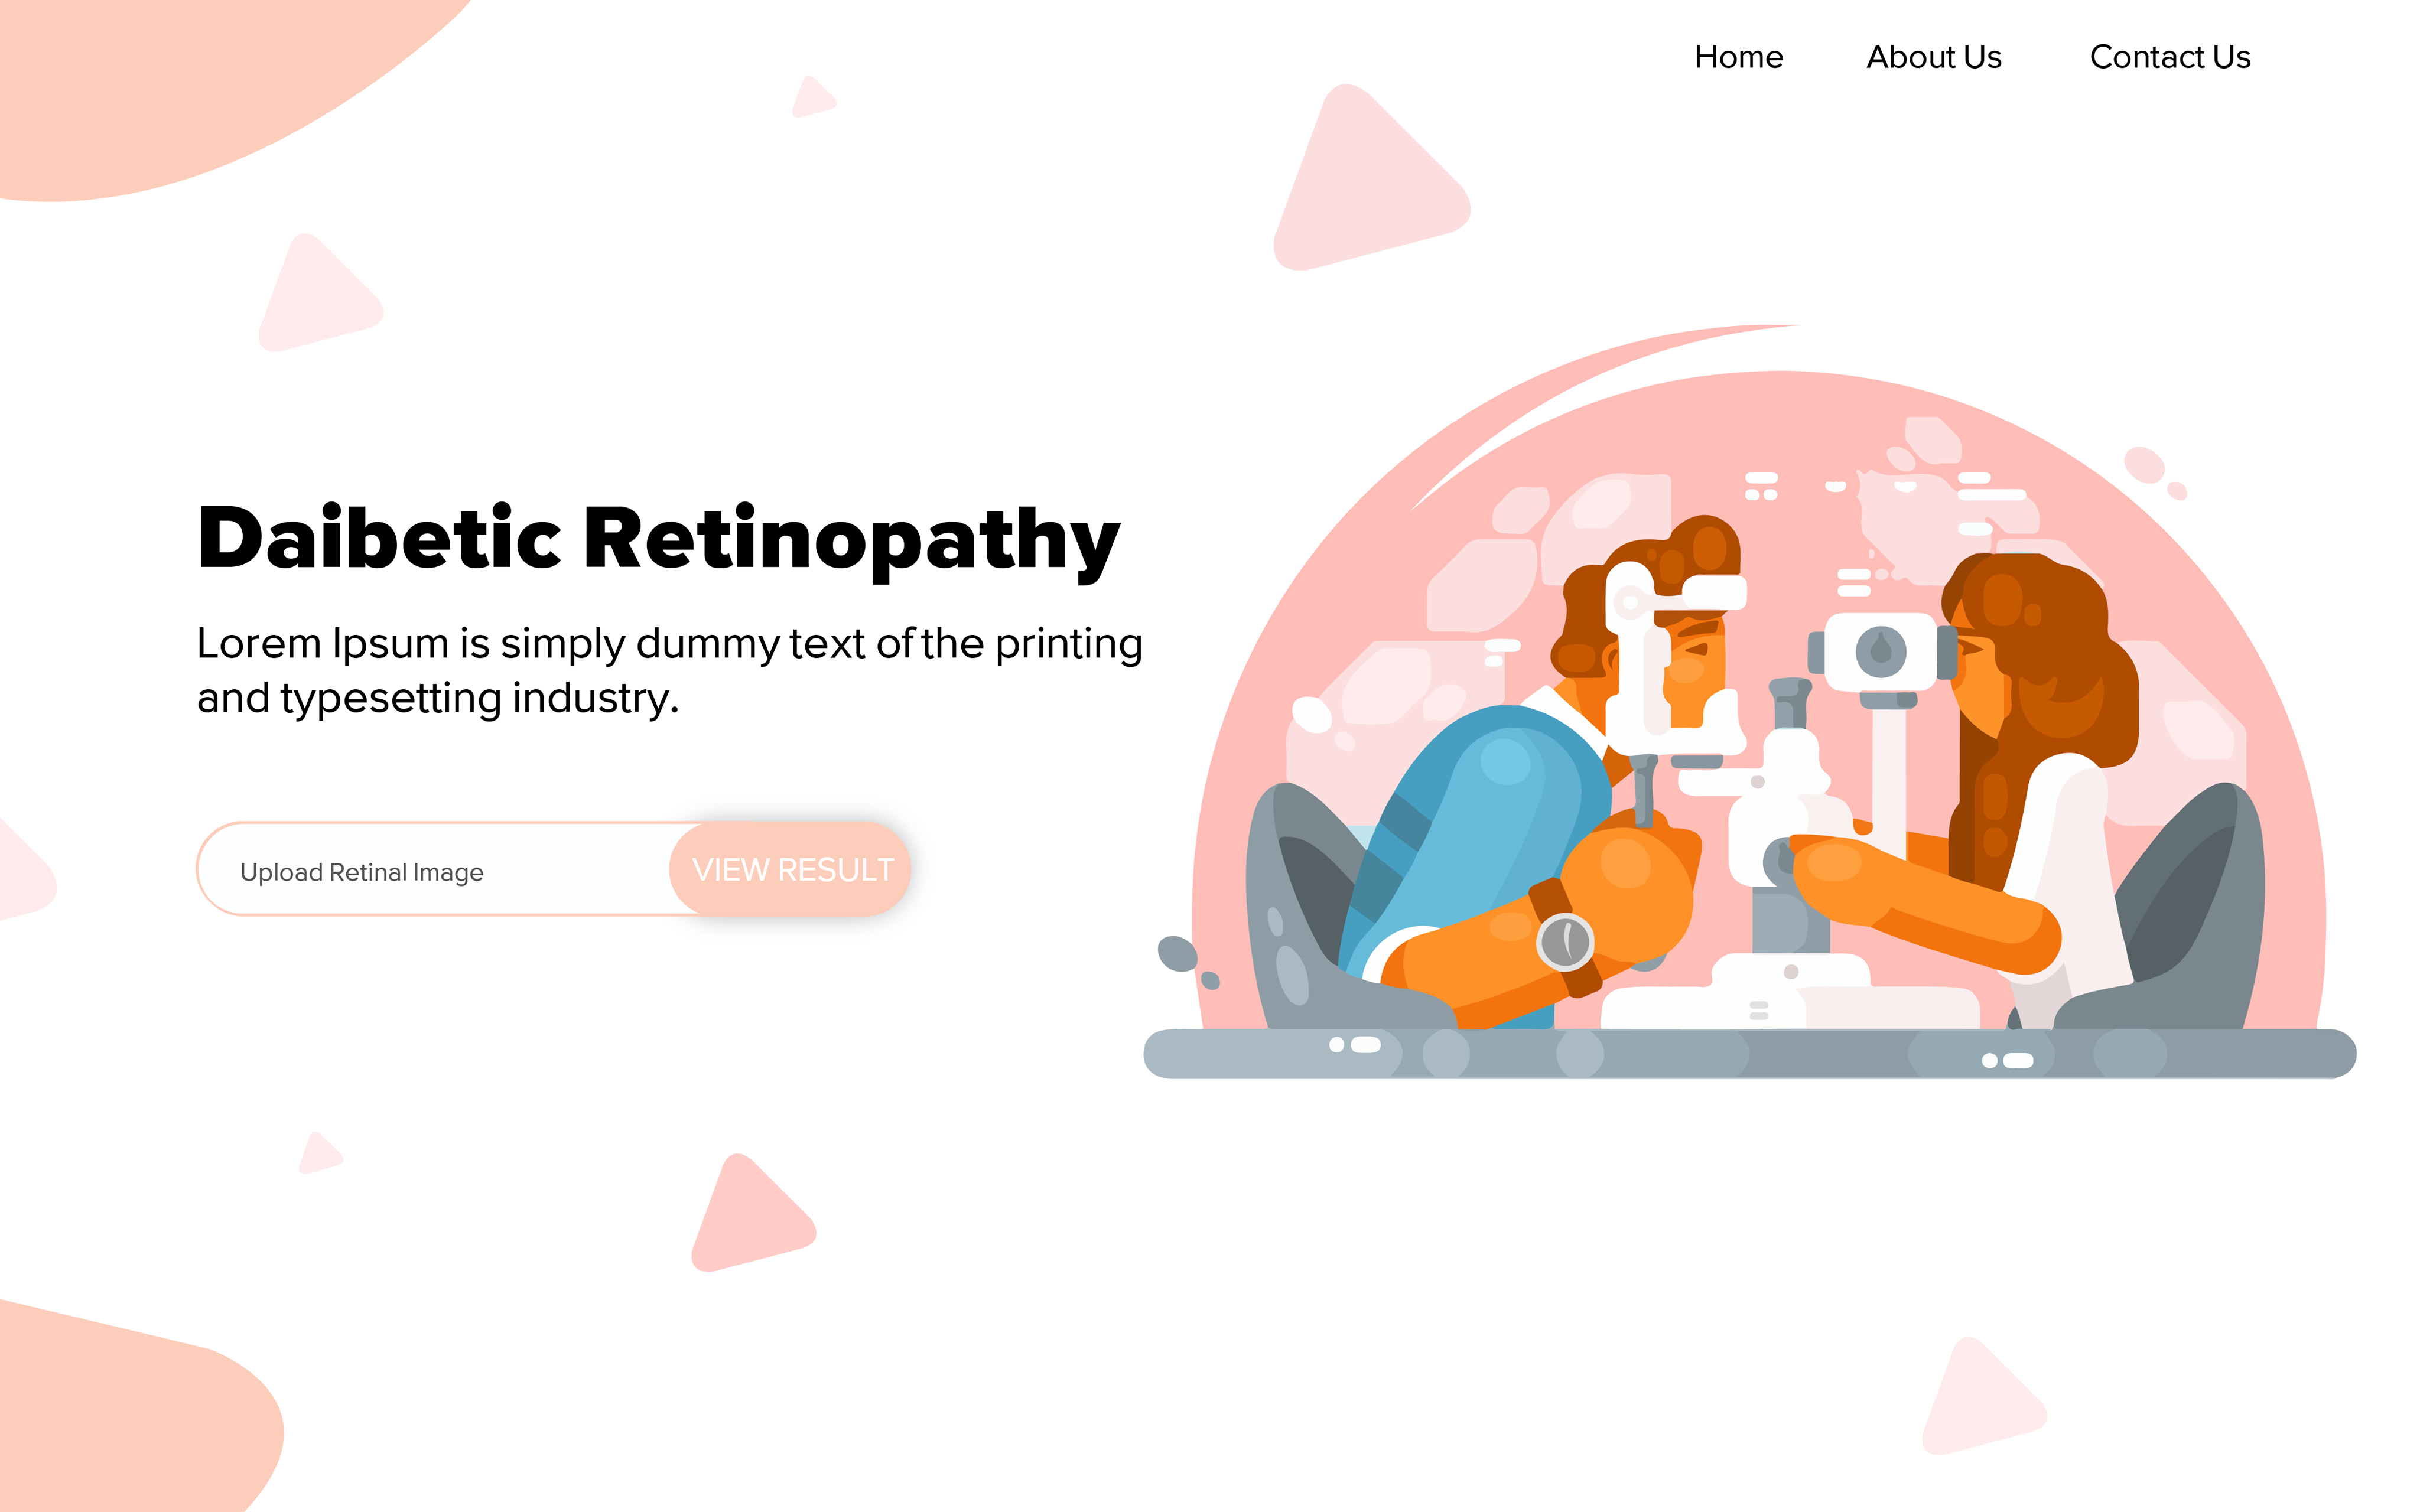 Home About Us Contact Us
Daibetic Retinopathy
Lorem Ipsum is simply dummy text of the printing
and typesetting industry.
Upload Retinal Image VIEW RESULT